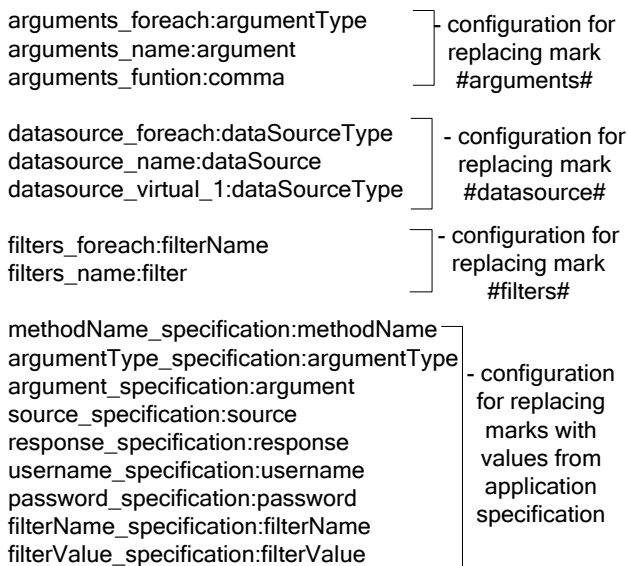 arguments_foreach:argumentType
arguments_name:argument
arguments_funtion:comma
- configuration for
replacing mark
#arguments#
datasource_foreach:dataSourceType
datasource_name:dataSource
datasource_virtual_1:dataSourceType
- configuration for
replacing mark
#datasource#
filters_foreach:filterName
filters_name:filter
- configuration for
replacing mark
#filters#
methodName_specification:methodName
argumentType_specification:argumentType
argument_specification:argument
source_specification:source
response_specification:response
username_specification:username
password_specification:password
filterName_specification:filterName
filterValue_specification:filterValue
- configuration
for replacing
marks with
values from
application
specification